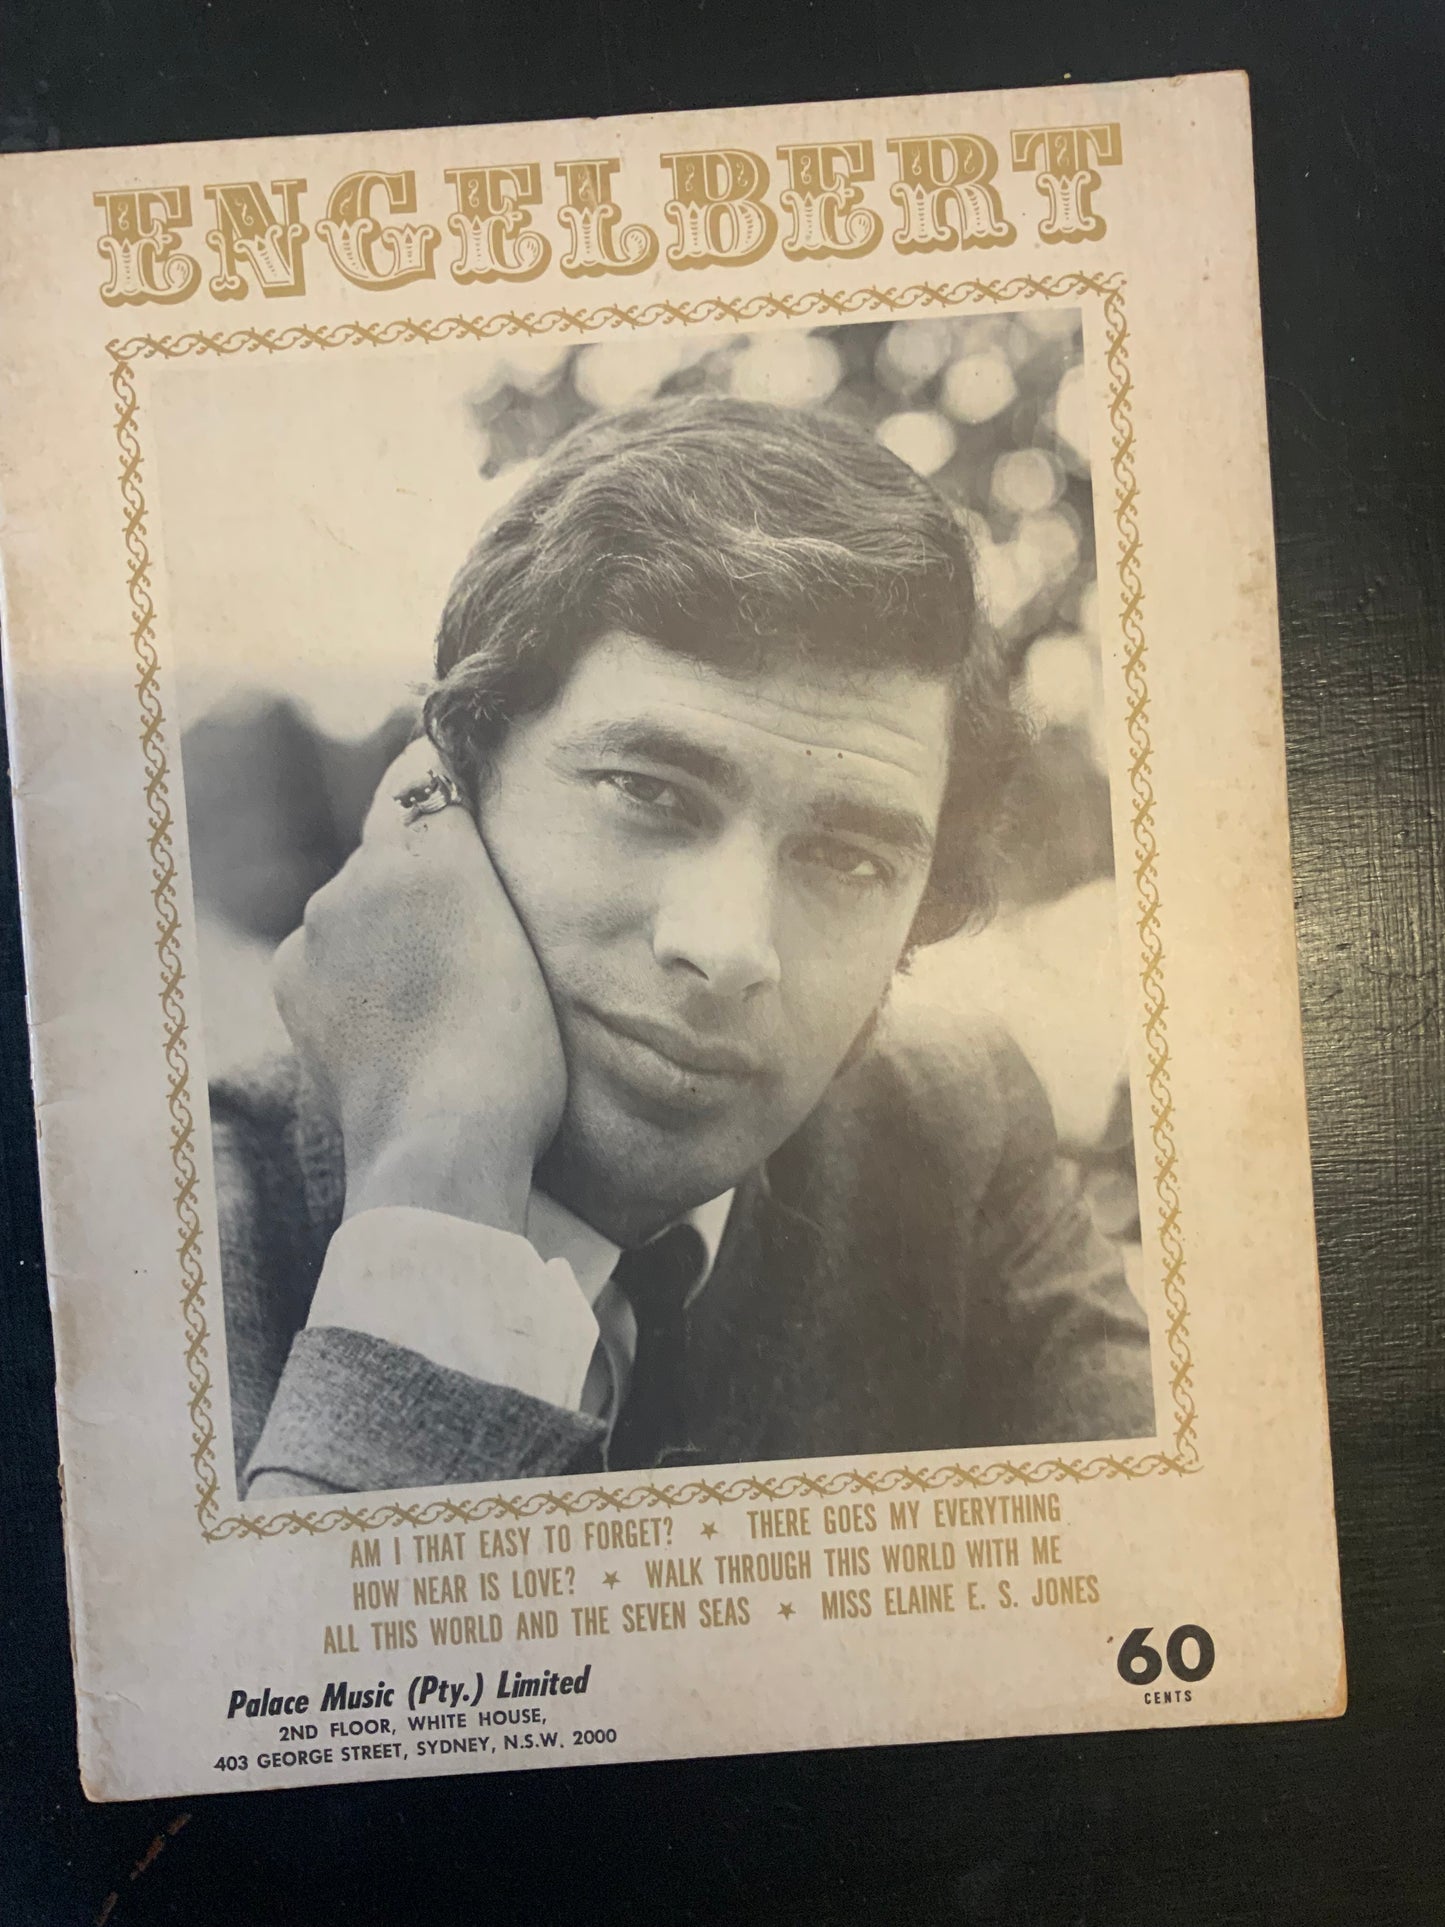 ENGELBERT
AM I THAT EASY TO FORGET? ★ THERE GOES MY EVERYTHING
HOW NEAR IS LOVE? ★ WALK THROUGH THIS WORLD WITH ME
ALL THIS WORLD AND THE SEVEN SEAS ★ MISS ELAINE E. S. JONES
Palace Music (Pty.) Limited
2ND FLOOR, WHITE HOUSE,
403 GEORGE STREET, SYDNEY, N.S.W. 2000
60
CENTS